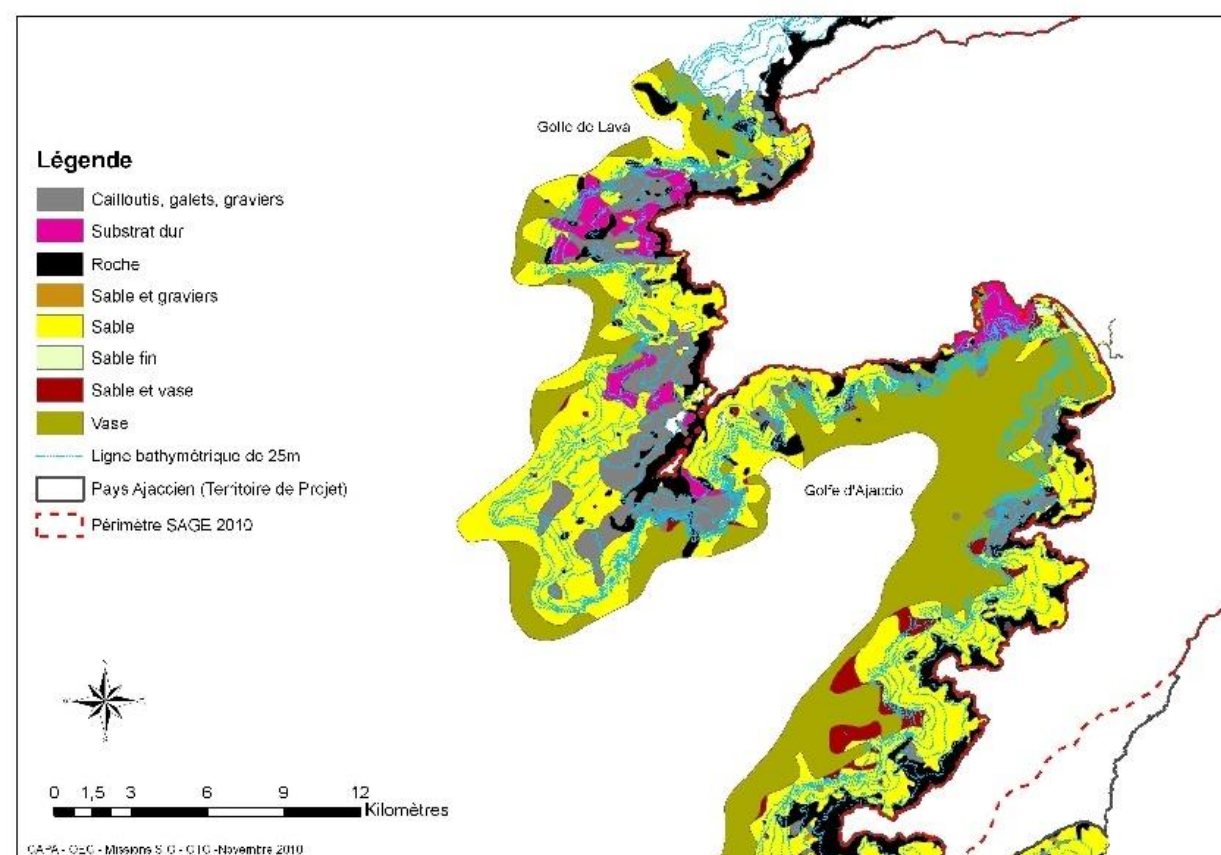 Golfe de Lava
Légende
Cailloutis, galets, graviers
Substrat dur
Roche
Sable et graviers
Sable
Sable fin
Sable et vase
Vase
Ligne bathymétrique de 25m
Pays Ajaccien (Territoire de Projet)
Périmètre SAGE 2010
Golfe d'Ajaccio
0 1,5 3 6 9 12
Kilomètres
CAPA - OEC - Missions SIG - CTC -Novembre 2010